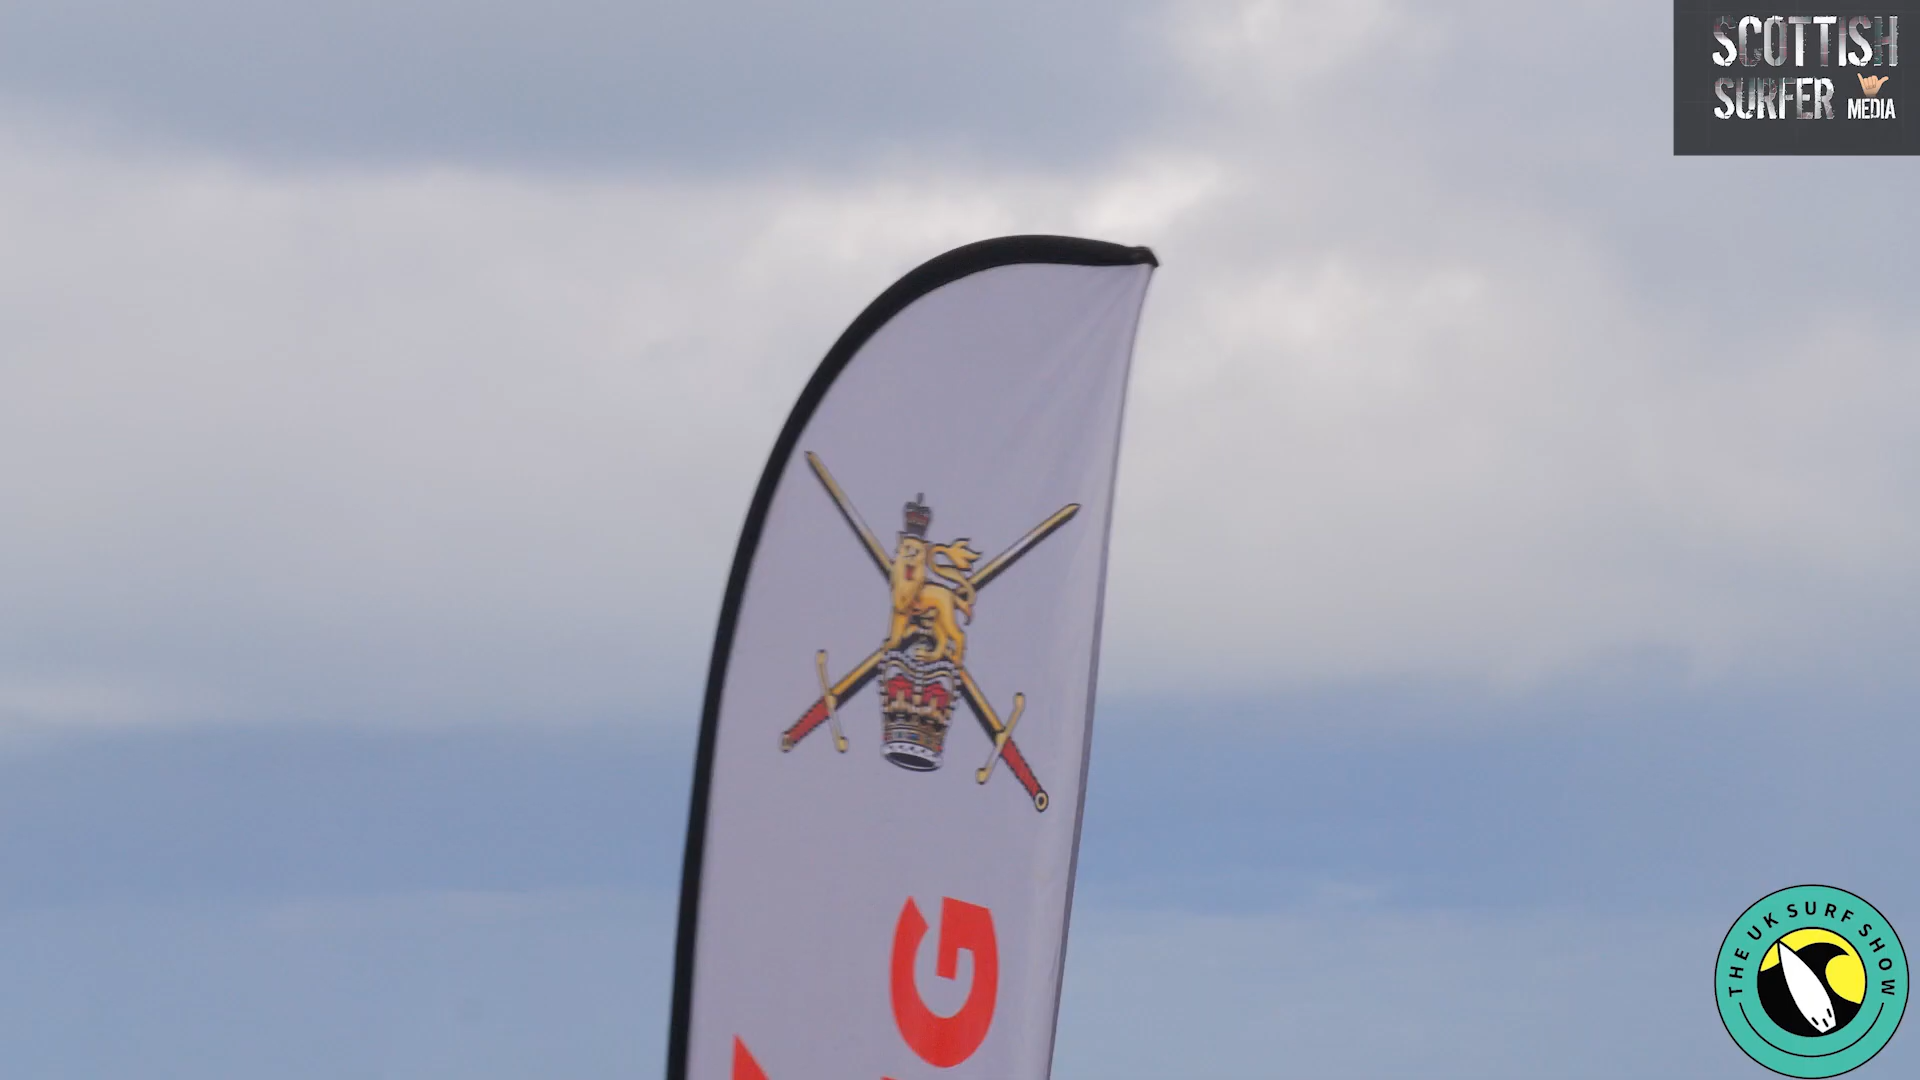 SCOTTISH
SURFER
MEDIA
G
THE UK SURF SHOW